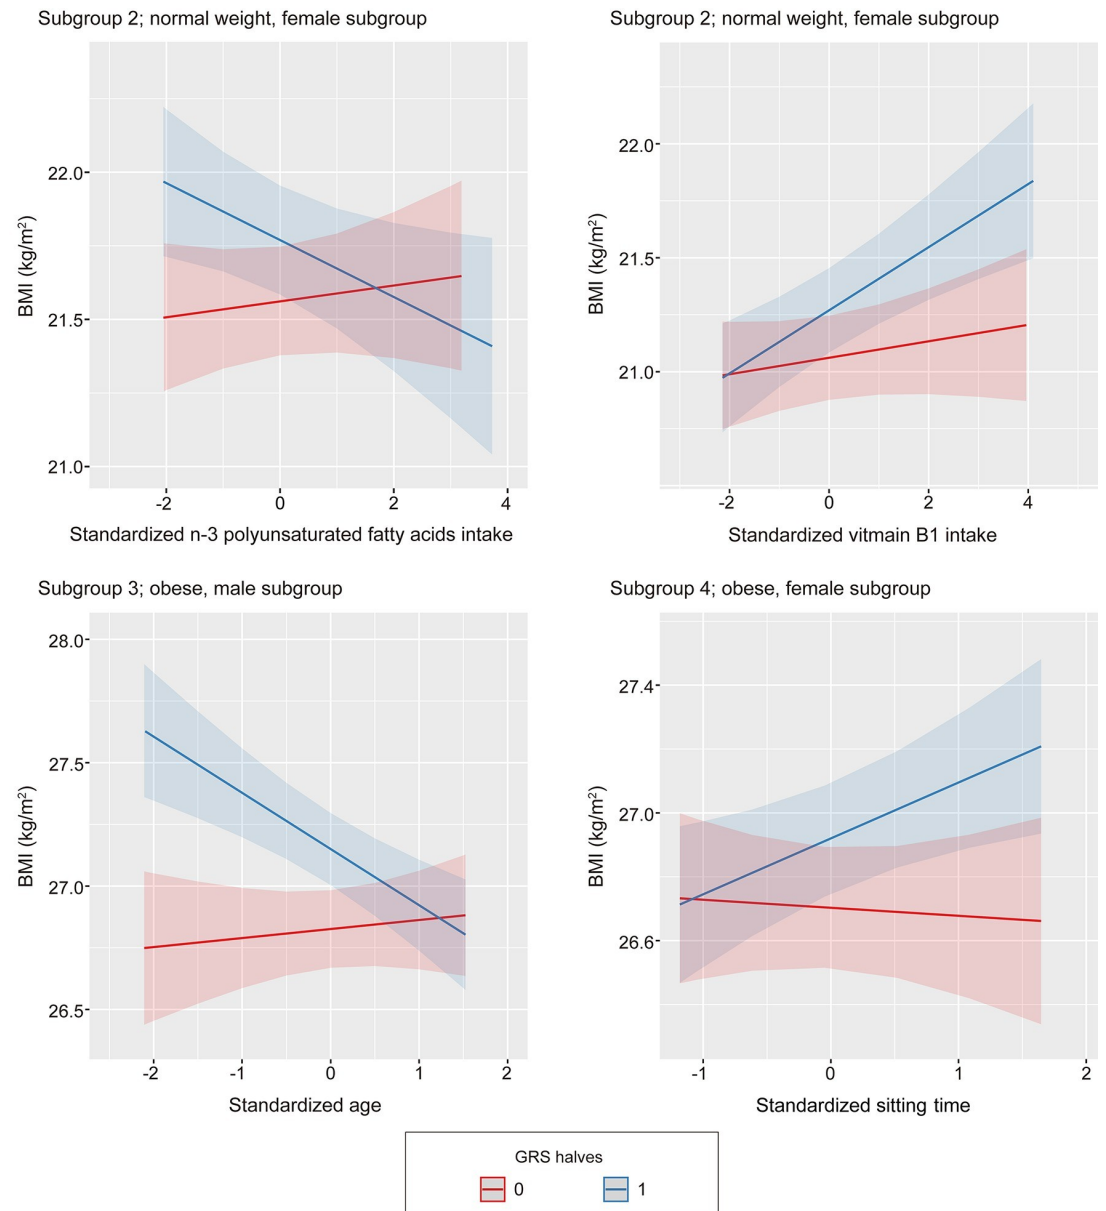 Subgroup 2; normal weight, female subgroup
22.0
21.5
21.0
BMI (kg/m²)
-2 0 2 4
Standardized n-3 polyunsaturated fatty acids intake
Subgroup 2; normal weight, female subgroup
22.0
21.5
21.0
BMI (kg/m²)
-2 0 2 4
Standardized vitmain B1 intake
Subgroup 3; obese, male subgroup
28.0
27.5
27.0
26.5
BMI (kg/m²)
-2 -1 0 1 2
Standardized age
Subgroup 4; obese, female subgroup
27.4
27.0
26.6
BMI (kg/m²)
-1 0 1 2
Standardized sitting time
GRS halves
0 1